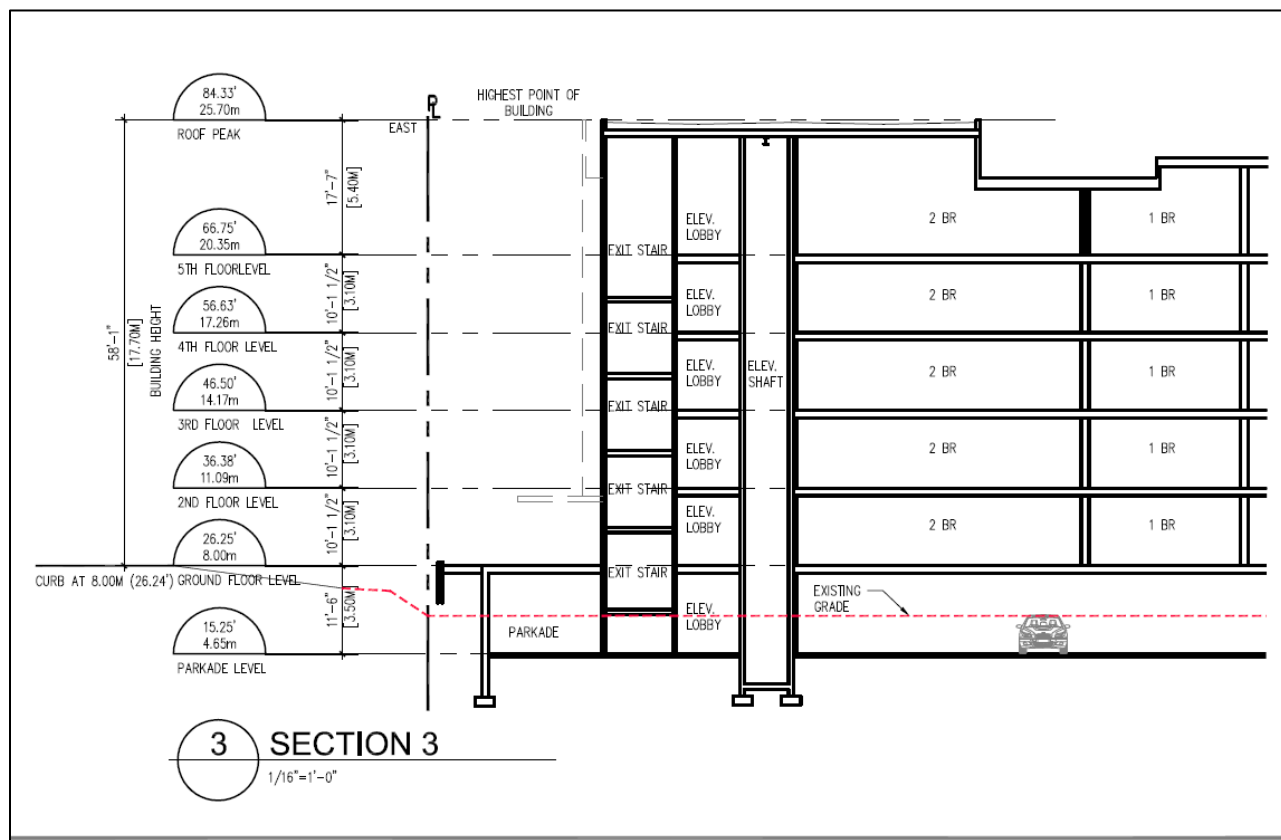 84.33'
25.70m
ROOF PEAK
EAST
PL
HIGHEST POINT OF
BUILDING
17'-7"
[5.40M]
66.75'
20.35m
5TH FLOORLEVEL
10'-1 1/2"
[3.10M]
56.63'
17.26m
4TH FLOOR LEVEL
58'-1"
[17.70M]
BUILDING HEIGHT
10'-1 1/2"
[3.10M]
46.50'
14.17m
3RD FLOOR LEVEL
10'-1 1/2"
[3.10M]
36.38'
11.09m
2ND FLOOR LEVEL
10'-1 1/2"
[3.10M]
26.25'
8.00m
CURB AT 8.00M (26.24') GROUND FLOOR LEVEL
11'-6"
[3.50M]
15.25'
4.65m
PARKADE LEVEL
ELEV.
LOBBY
EXIT STAIR
2 BR
1 BR
ELEV.
LOBBY
EXIT STAIR
2 BR
1 BR
ELEV.
LOBBY
ELEV.
SHAFT
EXIT STAIR
2 BR
1 BR
ELEV.
LOBBY
EXIT STAIR
2 BR
1 BR
ELEV.
LOBBY
2 BR
1 BR
EXIT STAIR
ELEV.
LOBBY
PARKADE
EXISTING
GRADE
3
SECTION 3
1/16"=1'-0"